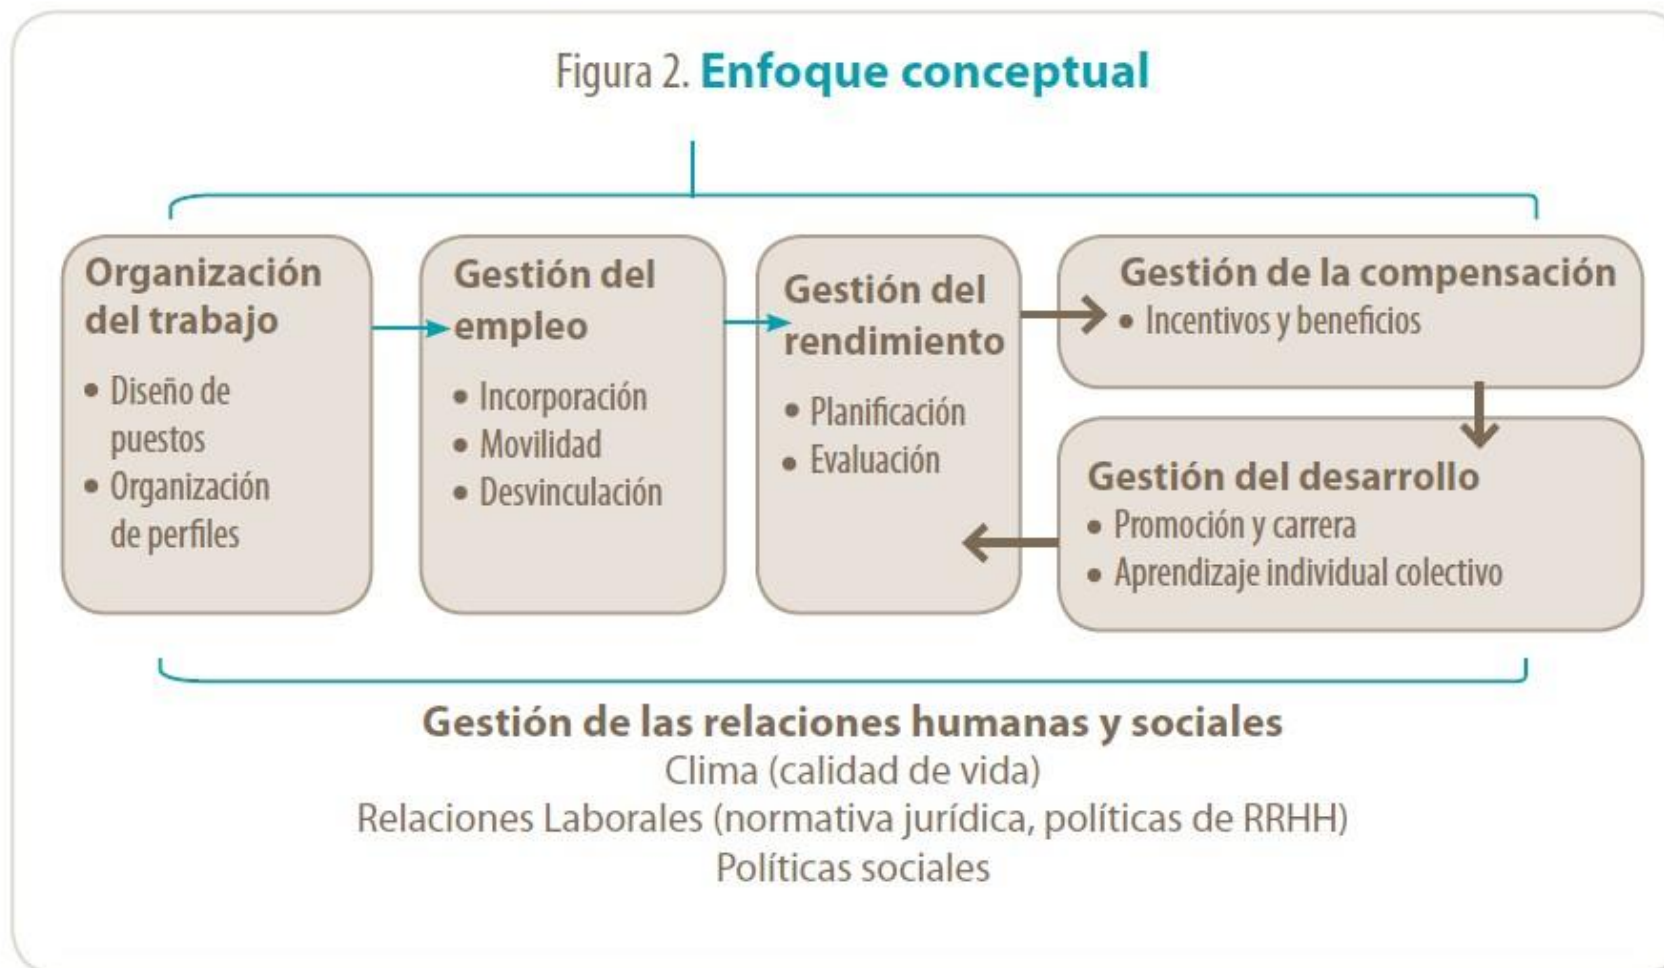 Figura 2. Enfoque conceptual
Organización
del trabajo
• Diseño de
puestos
• Organización
de perfiles
Gestión del
empleo
• Incorporación
• Movilidad
• Desvinculación
Gestión del
rendimiento
• Planificación
• Evaluación
Gestión de la compensación
• Incentivos y beneficios
Gestión del desarrollo
• Promoción y carrera
• Aprendizaje individual colectivo
Gestión de las relaciones humanas y sociales
Clima (calidad de vida)
Relaciones Laborales (normativa jurídica, políticas de RRHH)
Políticas sociales